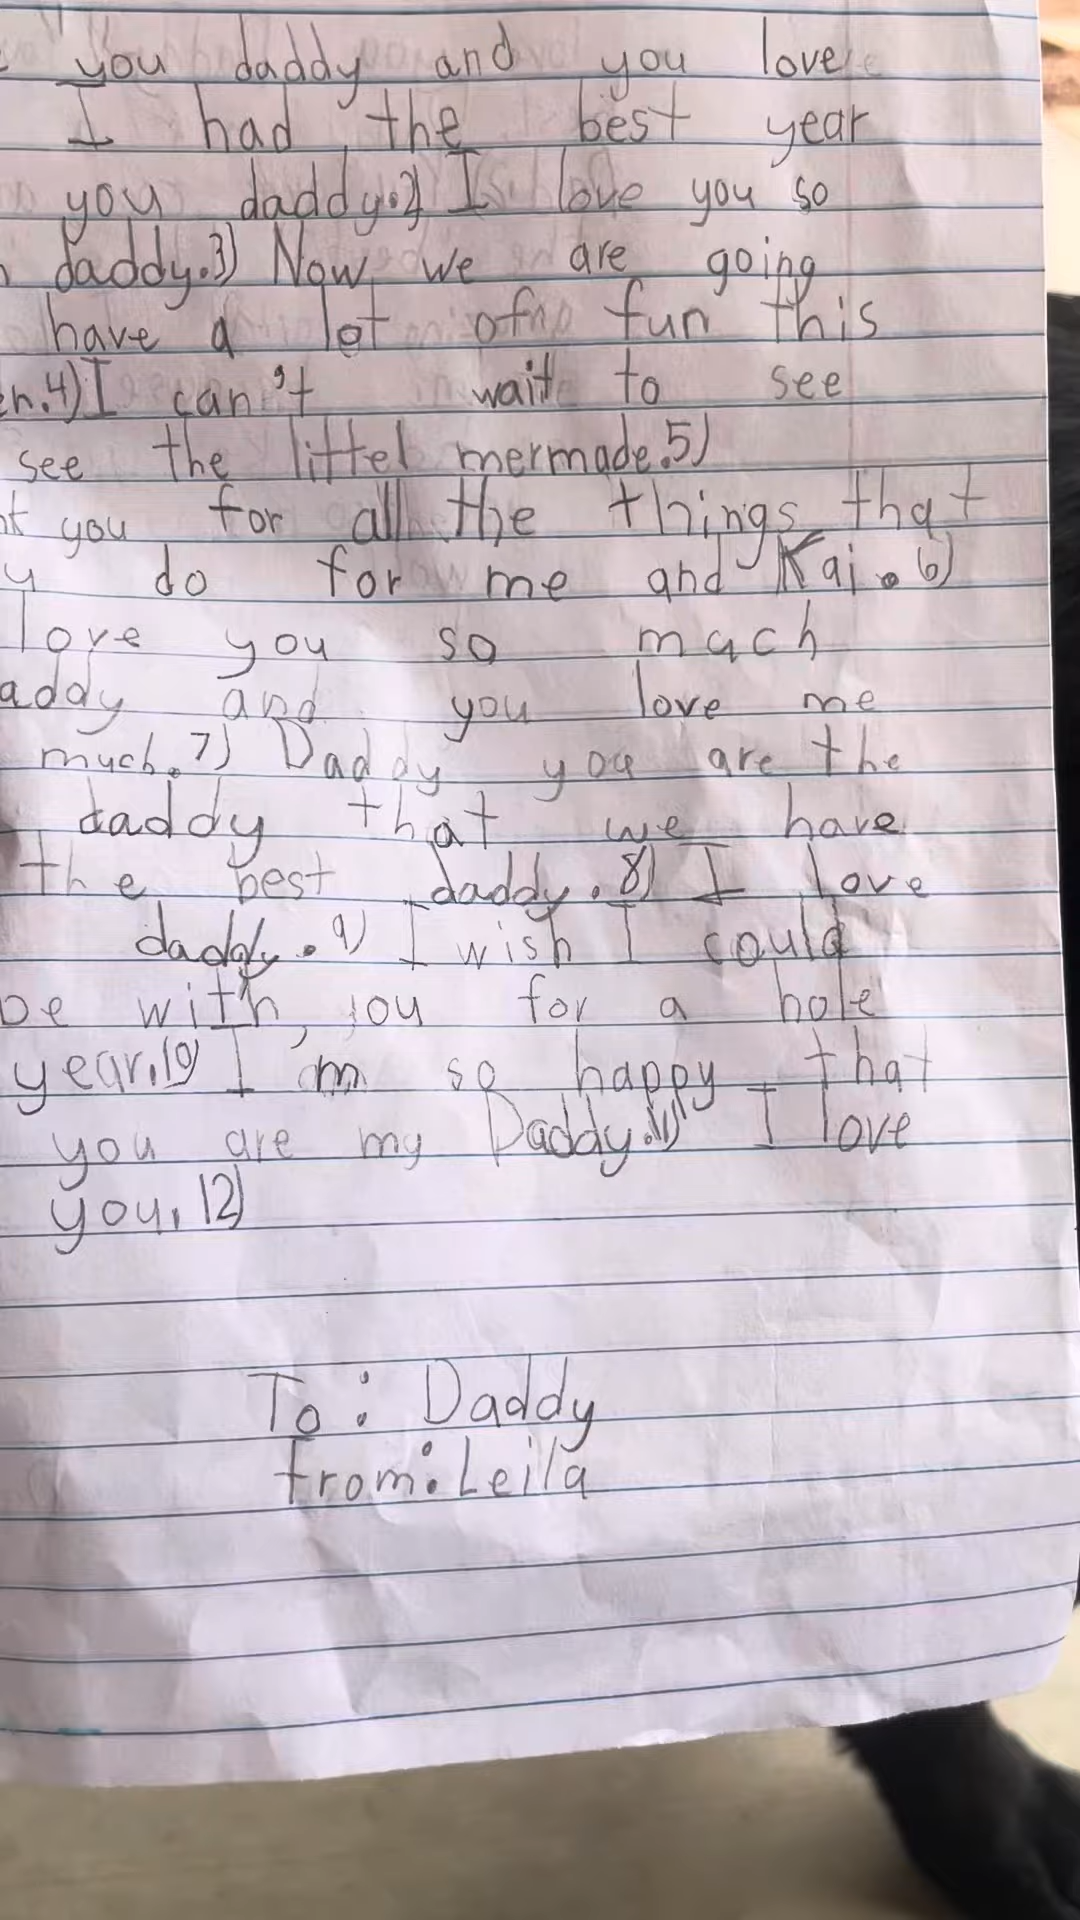 you daddy and you love
I had the best year
you daddy.2) I love you so
daddy.3) Now we are going
have a lot of fun this
.4) I can't wait to see
see the littel mermade.5)
you for all the things that
do for me and Kai.6)
love you so mach
addy and you love me
much.7) Daddy you are the
daddy that we have
the best daddy.8) I love
daddy.9) I wish I could
be with you for a hole
year.10) I'm so happy that
you are my Daddy.11) I love
you.12)
To: Daddy
from: Leila